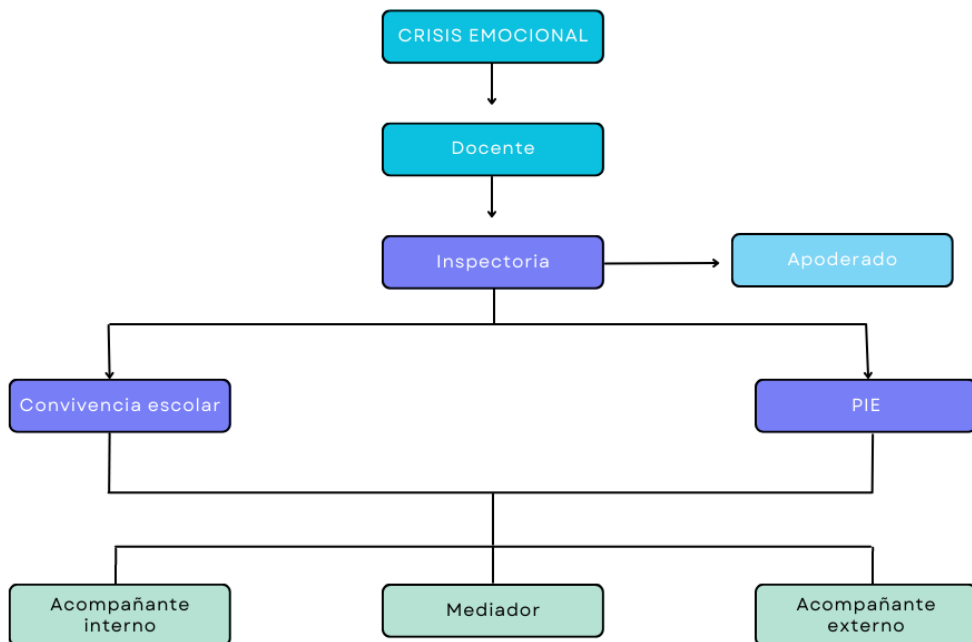 CRISIS EMOCIONAL
Docente
Inspectoria
Apoderado
Convivencia escolar
PIE
Acompañante
interno
Mediador
Acompañante
externo